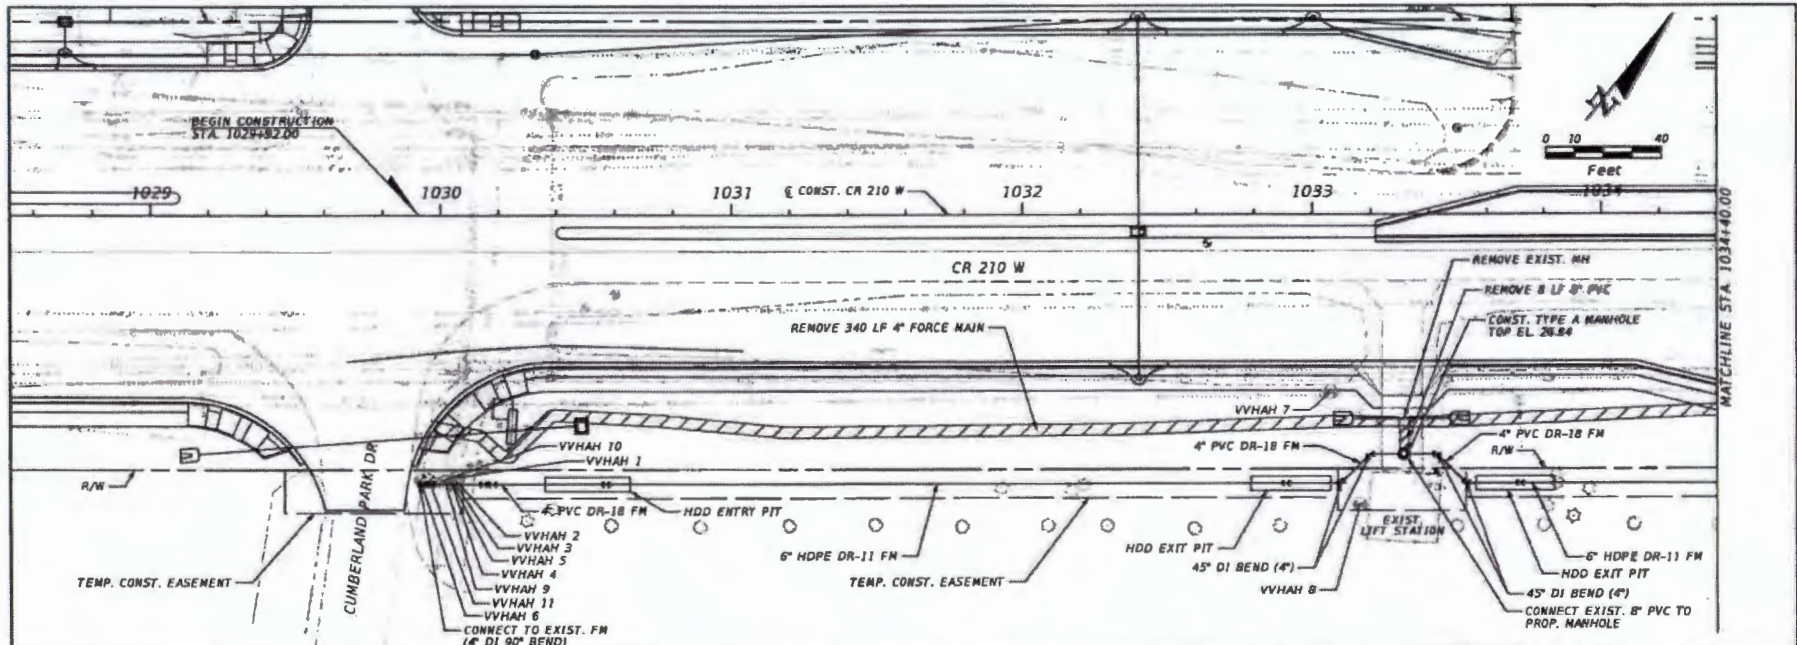 BEGIN CONSTRUCTION
STA. 1029+92.00
0 10 40
Feet
1029
1030
1031
1032
1033
1034
℄ CONST. CR 210 W
MATCHLINE STA. 1034+40.00
CR 210 W
REMOVE EXIST. MH
REMOVE 8 LF 8" PVC
CONST. TYPE A MANHOLE
TOP EL.
REMOVE 340 LF 4" FORCE MAIN
VVHAH 7
VVHAH 10
VVHAH 1
4" PVC DR-18 FM
4" PVC DR-18 FM
R/W
R/W
CUMBERLAND PARK DR
4" PVC DR-18 FM
HDD ENTRY PIT
VVHAH 2
VVHAH 3
VVHAH 5
VVHAH 4
VVHAH 9
VVHAH 11
VVHAH 6
CONNECT TO EXIST. FM
(4" DI 90° BEND)
TEMP. CONST. EASEMENT
6" HDPE DR-11 FM
TEMP. CONST. EASEMENT
HDD EXIT PIT
45° DI BEND (4")
VVHAH 8
EXIST.
LIFT STATION
6" HDPE DR-11 FM
HDD EXIT PIT
45° DI BEND (4")
CONNECT EXIST. 8" PVC TO
PROP. MANHOLE